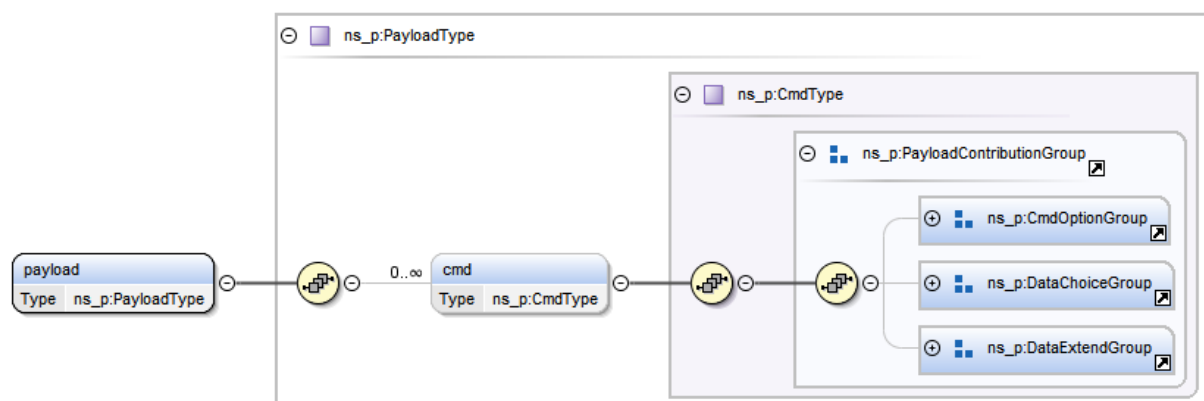 ns_p:PayloadType
ns_p:CmdType
ns_p:PayloadContributionGroup
ns_p:CmdOptionGroup
payload
Type ns_p:PayloadType
0..∞
cmd
Type ns_p:CmdType
ns_p:DataChoiceGroup
ns_p:DataExtendGroup